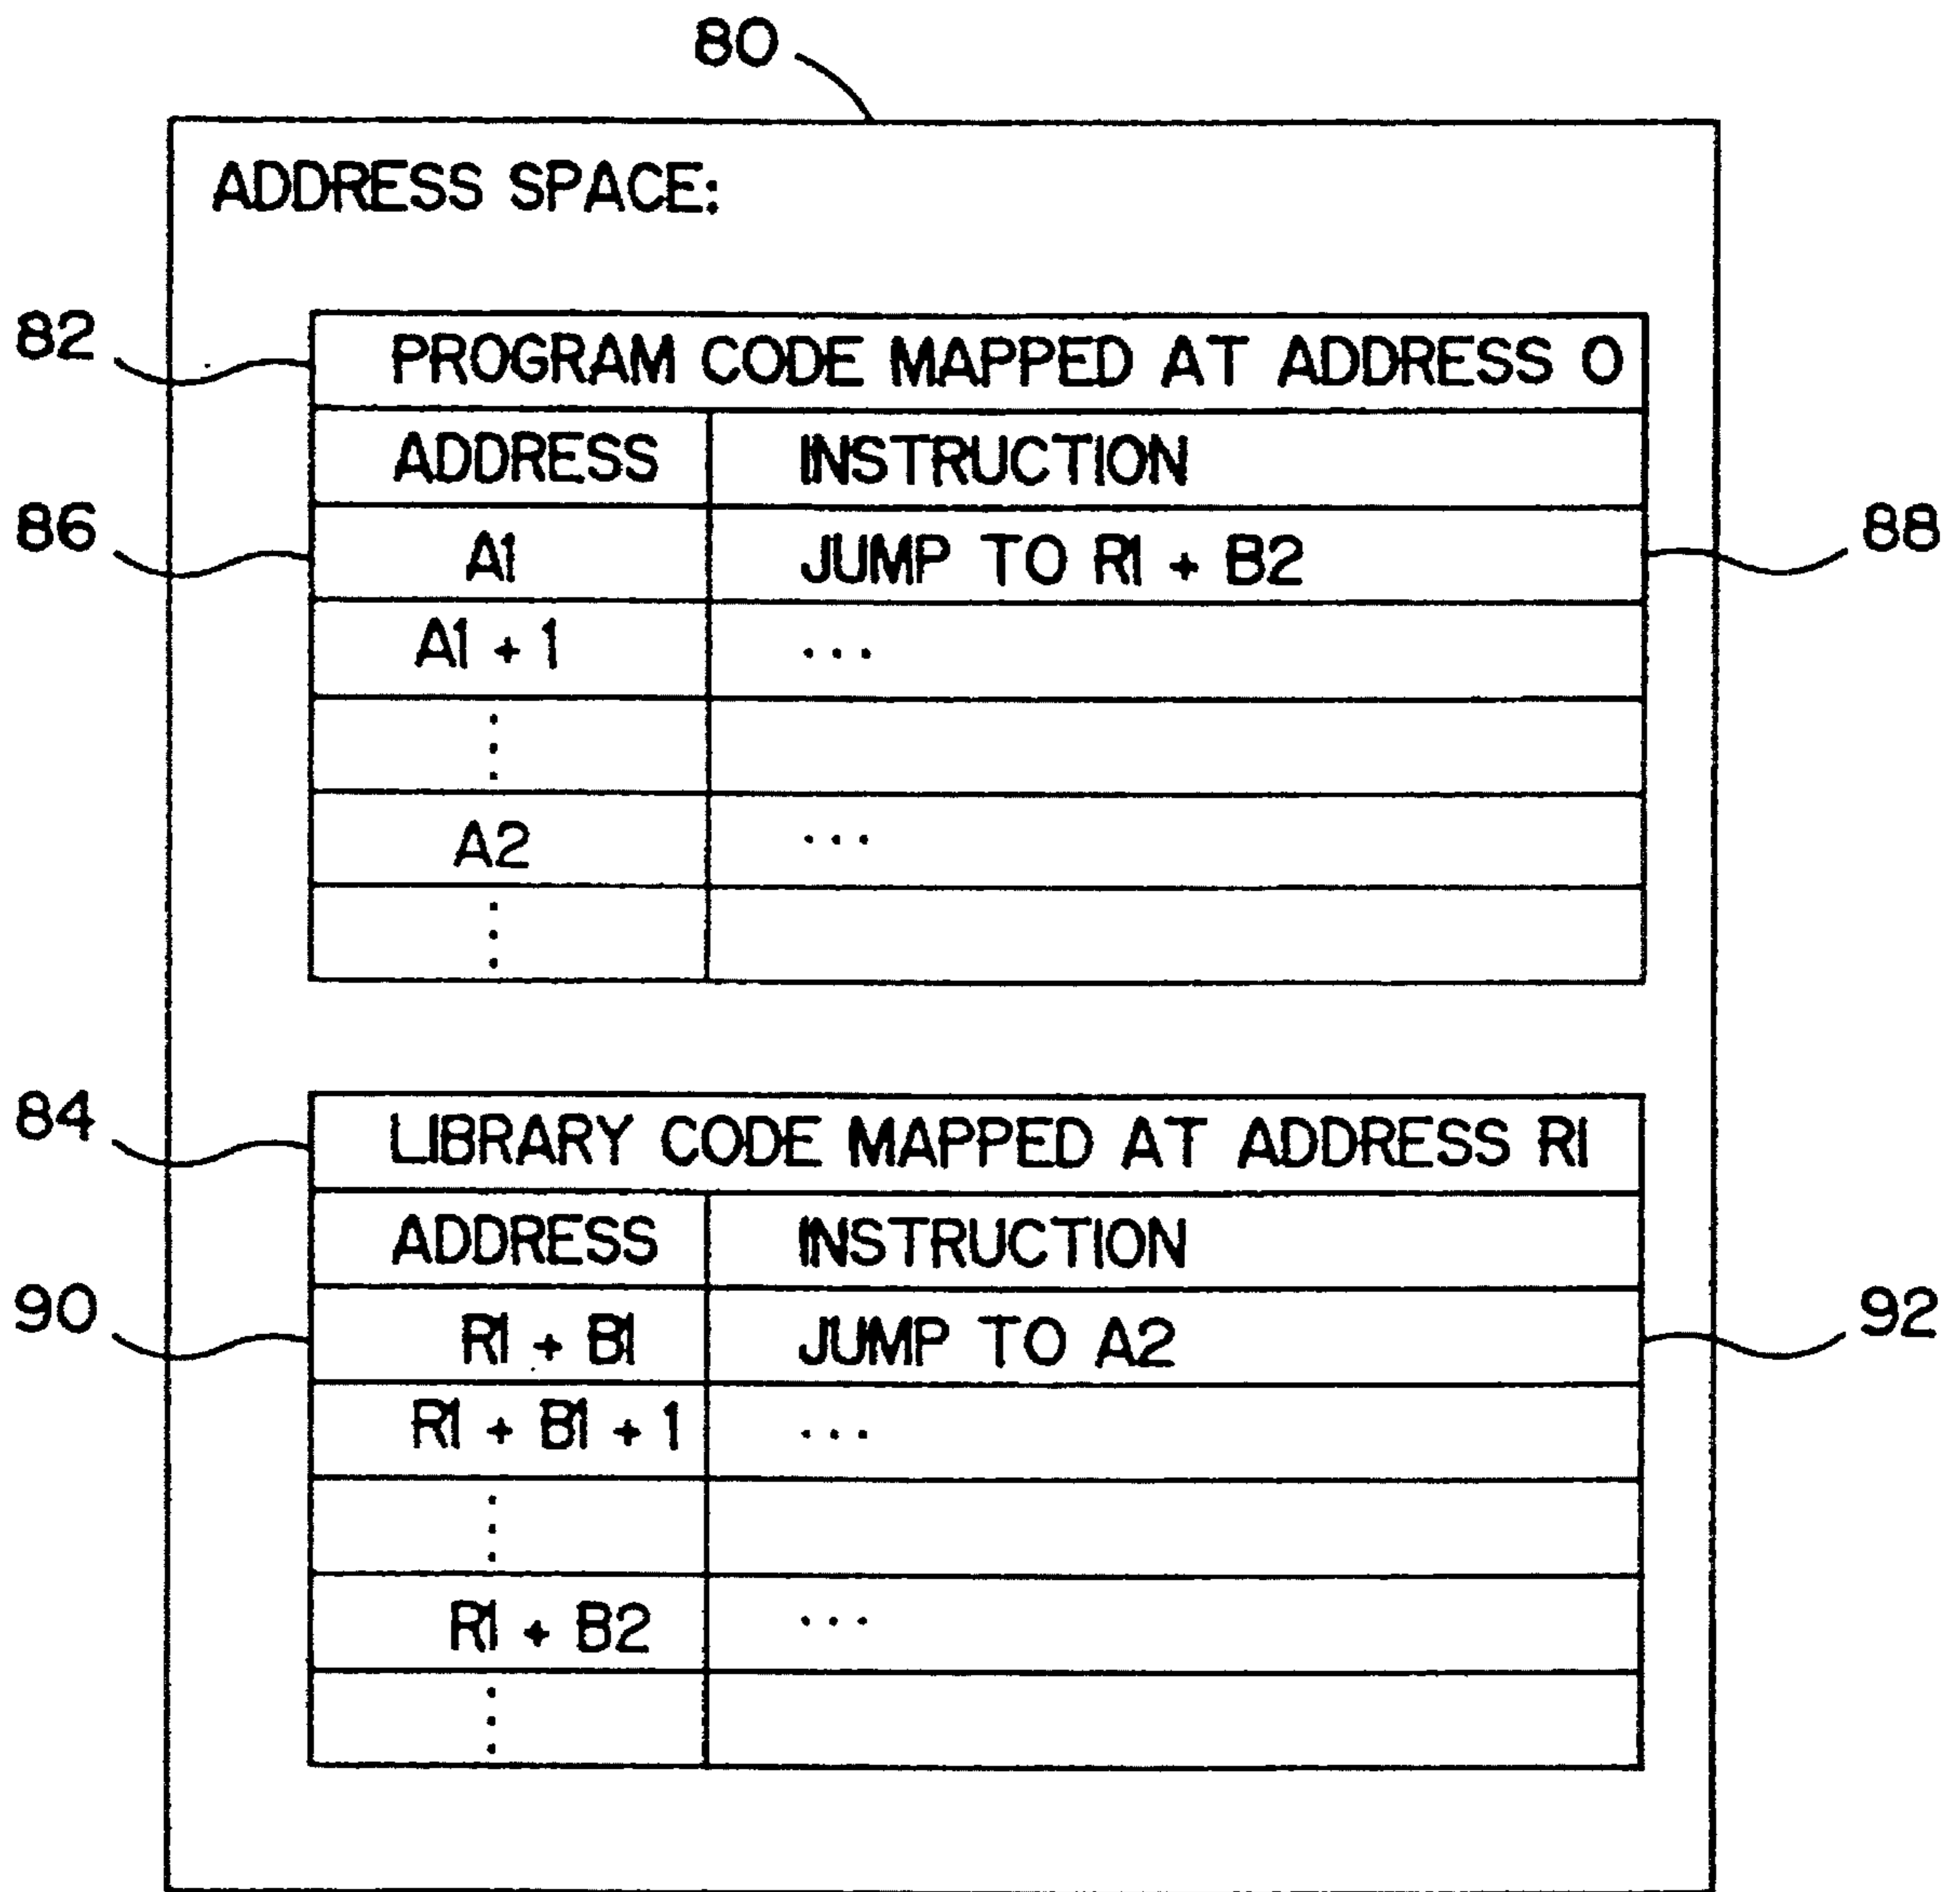 80
ADDRESS SPACE:
82
PROGRAM CODE MAPPED AT ADDRESS 0
ADDRESS INSTRUCTION
86 A1 JUMP TO R1 + B2 88
A1 + 1 ...
⋮
A2 ...
⋮
84
LIBRARY CODE MAPPED AT ADDRESS R1
ADDRESS INSTRUCTION
90 R1 + B1 JUMP TO A2 92
R1 + B1 + 1 ...
⋮
R1 + B2 ...
⋮